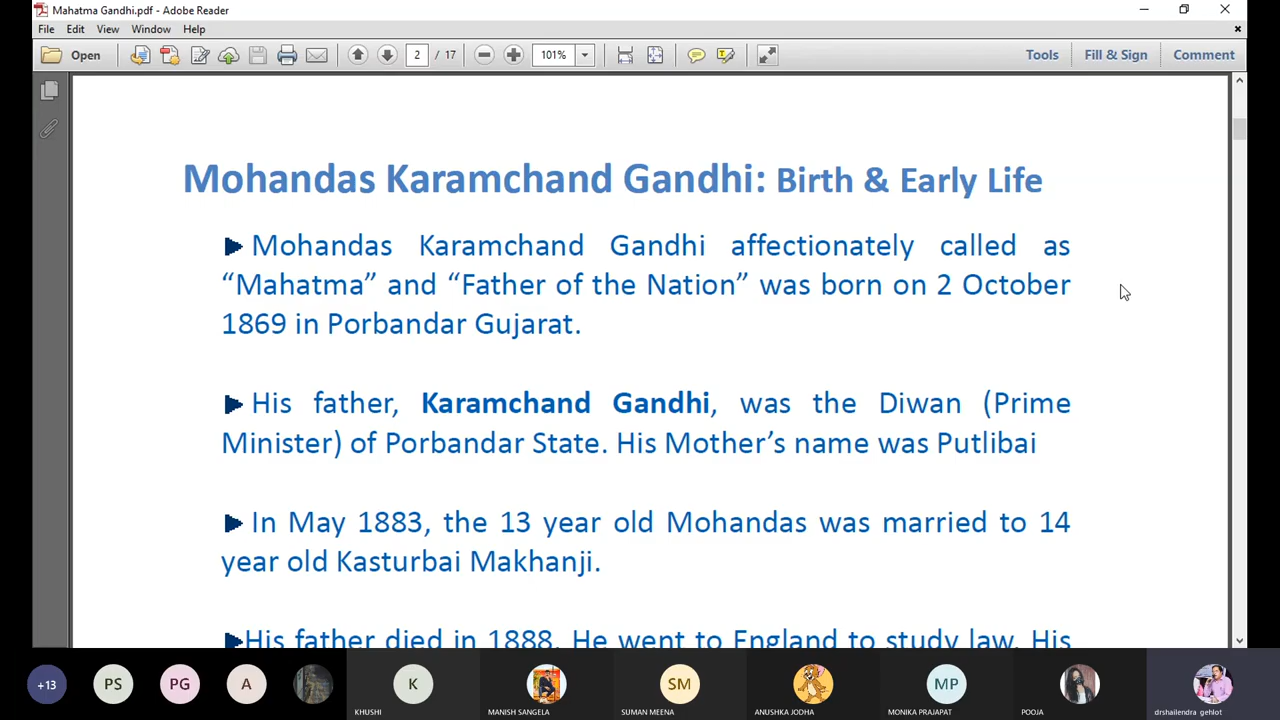 Mahatma Gandhi.pdf - Adobe Reader
File Edit View Window Help
Open 2 / 17 101% Tools Fill & Sign Comment
Mohandas Karamchand Gandhi: Birth & Early Life
Mohandas Karamchand Gandhi affectionately called as
“Mahatma” and “Father of the Nation” was born on 2 October
1869 in Porbandar Gujarat.
His father, Karamchand Gandhi, was the Diwan (Prime
Minister) of Porbandar State. His Mother’s name was Putlibai
In May 1883, the 13 year old Mohandas was married to 14
year old Kasturbai Makhanji.
His father died in 1888. He went to England to study law. His
+13 PS PG A K SM MP
KHUSHI MANISH SANGELA SUMAN MEENA ANUSHKA JODHA MONIKA PRAJAPAT POOJA drshailendra gehlot